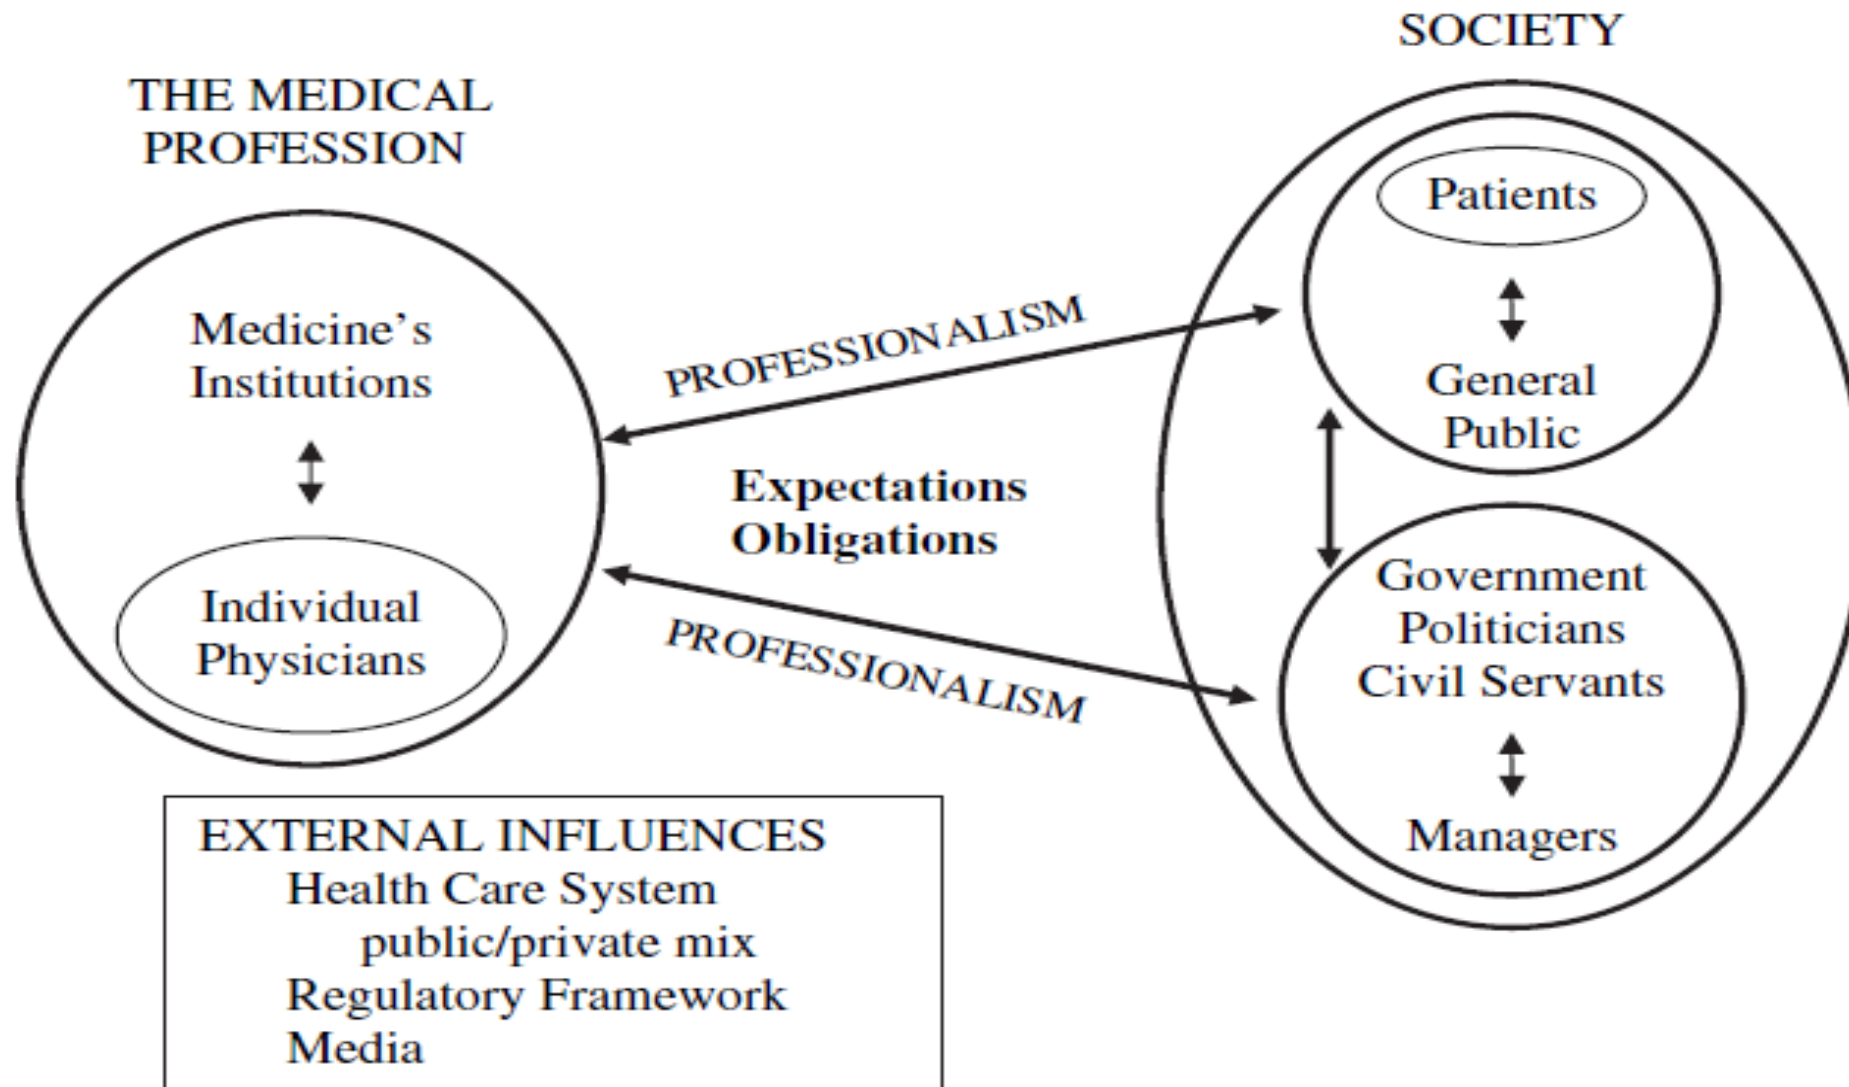 THE MEDICAL
PROFESSION
Medicine's
Institutions
Individual
Physicians
PROFESSIONALISM
Expectations
Obligations
PROFESSIONALISM
SOCIETY
Patients
General
Public
Government
Politicians
Civil Servants
Managers
EXTERNAL INFLUENCES
Health Care System
public/private mix
Regulatory Framework
Media